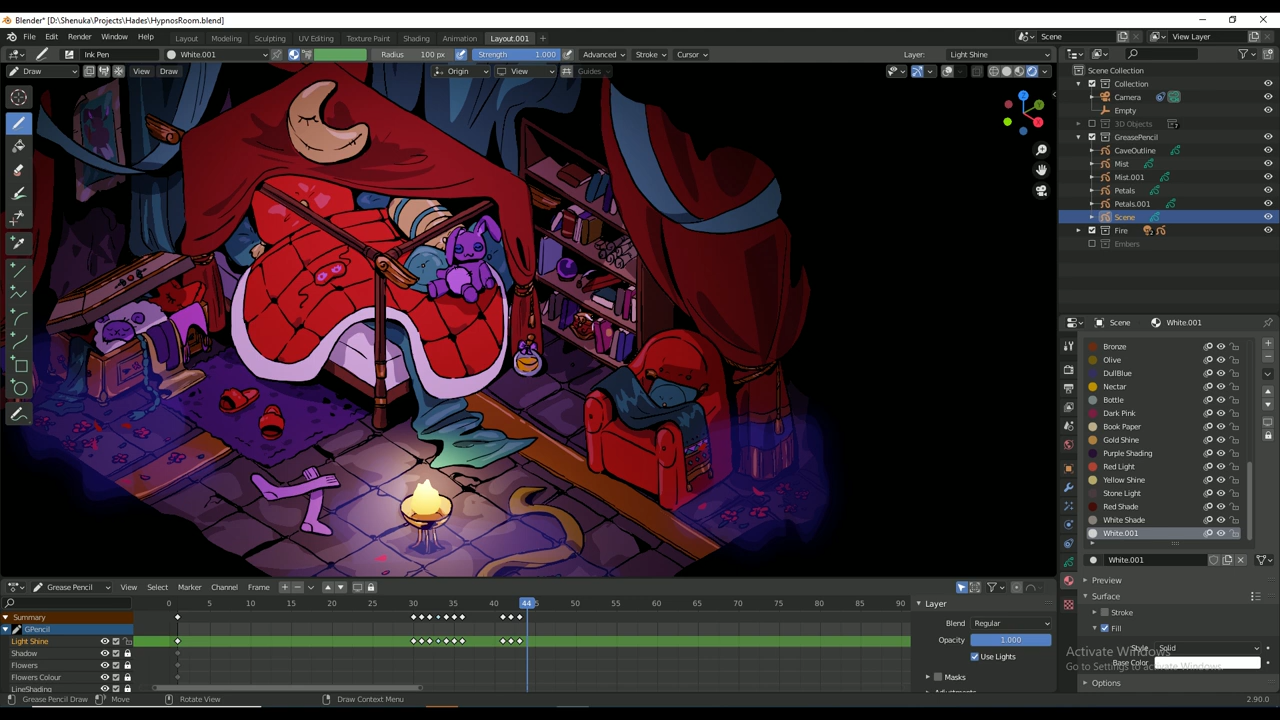 Blender* [D:\Shenuka\Projects\Hades\HypnosRoom.blend]
File Edit Render Window Help Layout Modeling Sculpting UV Editing Texture Paint Shading Animation Layout.001 + Scene View Layer
Ink Pen White.001 Radius 100 px Strength 1.000 Advanced Stroke Cursor Layer: Light Shine
Draw View Draw Origin View Guides
Scene Collection
Collection
Camera
Empty
3D Objects
GreasePencil
CaveOutline
Mist
Mist.001
Petals
Petals.001
Scene
Fire
Embers
Scene White.001
Bronze
Olive
DullBlue
Nectar
Bottle
Dark Pink
Book Paper
Gold Shine
Purple Shading
Red Light
Yellow Shine
Stone Light
Red Shade
White Shade
White.001
White.001
Preview
Surface
Stroke
Fill
Style Solid
Base Color
Options
Activate Windows
Go to Settings to activate Windows.
Grease Pencil View Select Marker Channel Frame
0 5 10 15 20 25 30 35 40 44 45 50 55 60 65 70 75 80 85 90
Summary
GPencil
Light Shine
Shadow
Flowers
Flowers Colour
LineShading
Layer
Blend Regular
Opacity 1.000
Use Lights
Masks
Adjustments
Grease Pencil Draw Move Rotate View Draw Context Menu 2.90.0